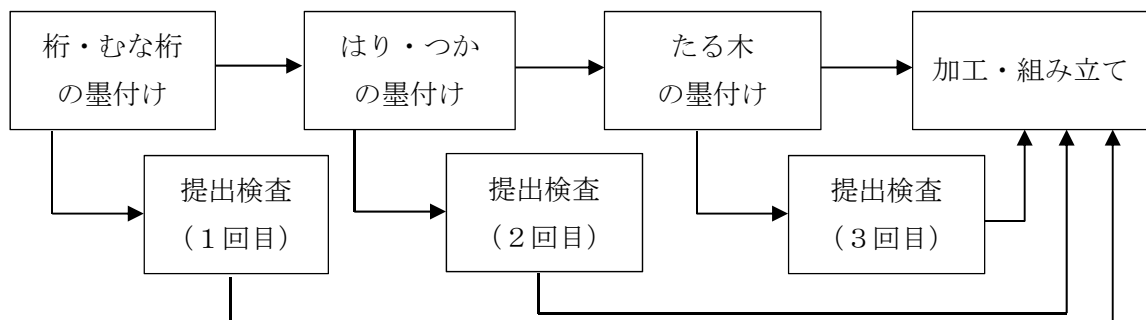 桁・むな桁
の墨付け
はり・つか
の墨付け
たる木
の墨付け
加工・組み立て
提出検査
(1回目)
提出検査
(2回目)
提出検査
(3回目)